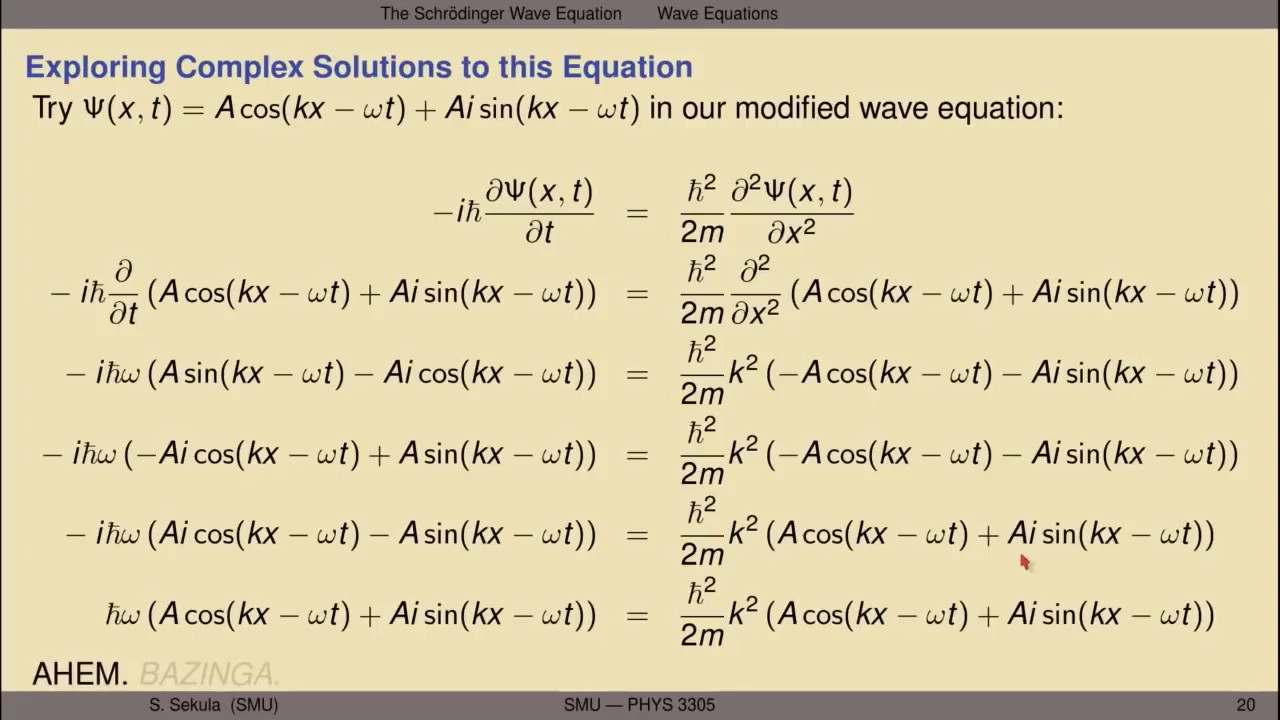 The Schrödinger Wave Equation Wave Equations
Exploring Complex Solutions to this Equation
Try Ψ(x, t) = A cos(kx − ωt) + Ai sin(kx − ωt) in our modified wave equation:
−iℏ ∂Ψ(x, t)/∂t = ℏ²/2m ∂²Ψ(x, t)/∂x²
− iℏ ∂/∂t (A cos(kx − ωt) + Ai sin(kx − ωt)) = ℏ²/2m ∂²/∂x² (A cos(kx − ωt) + Ai sin(kx − ωt))
− iℏω (A sin(kx − ωt) − Ai cos(kx − ωt)) = ℏ²/2m k² (−A cos(kx − ωt) − Ai sin(kx − ωt))
− iℏω (−Ai cos(kx − ωt) + A sin(kx − ωt)) = ℏ²/2m k² (−A cos(kx − ωt) − Ai sin(kx − ωt))
− iℏω (Ai cos(kx − ωt) − A sin(kx − ωt)) = ℏ²/2m k² (A cos(kx − ωt) + Ai sin(kx − ωt))
ℏω (A cos(kx − ωt) + Ai sin(kx − ωt)) = ℏ²/2m k² (A cos(kx − ωt) + Ai sin(kx − ωt))
AHEM. BAZINGA.
S. Sekula (SMU) SMU — PHYS 3305 20